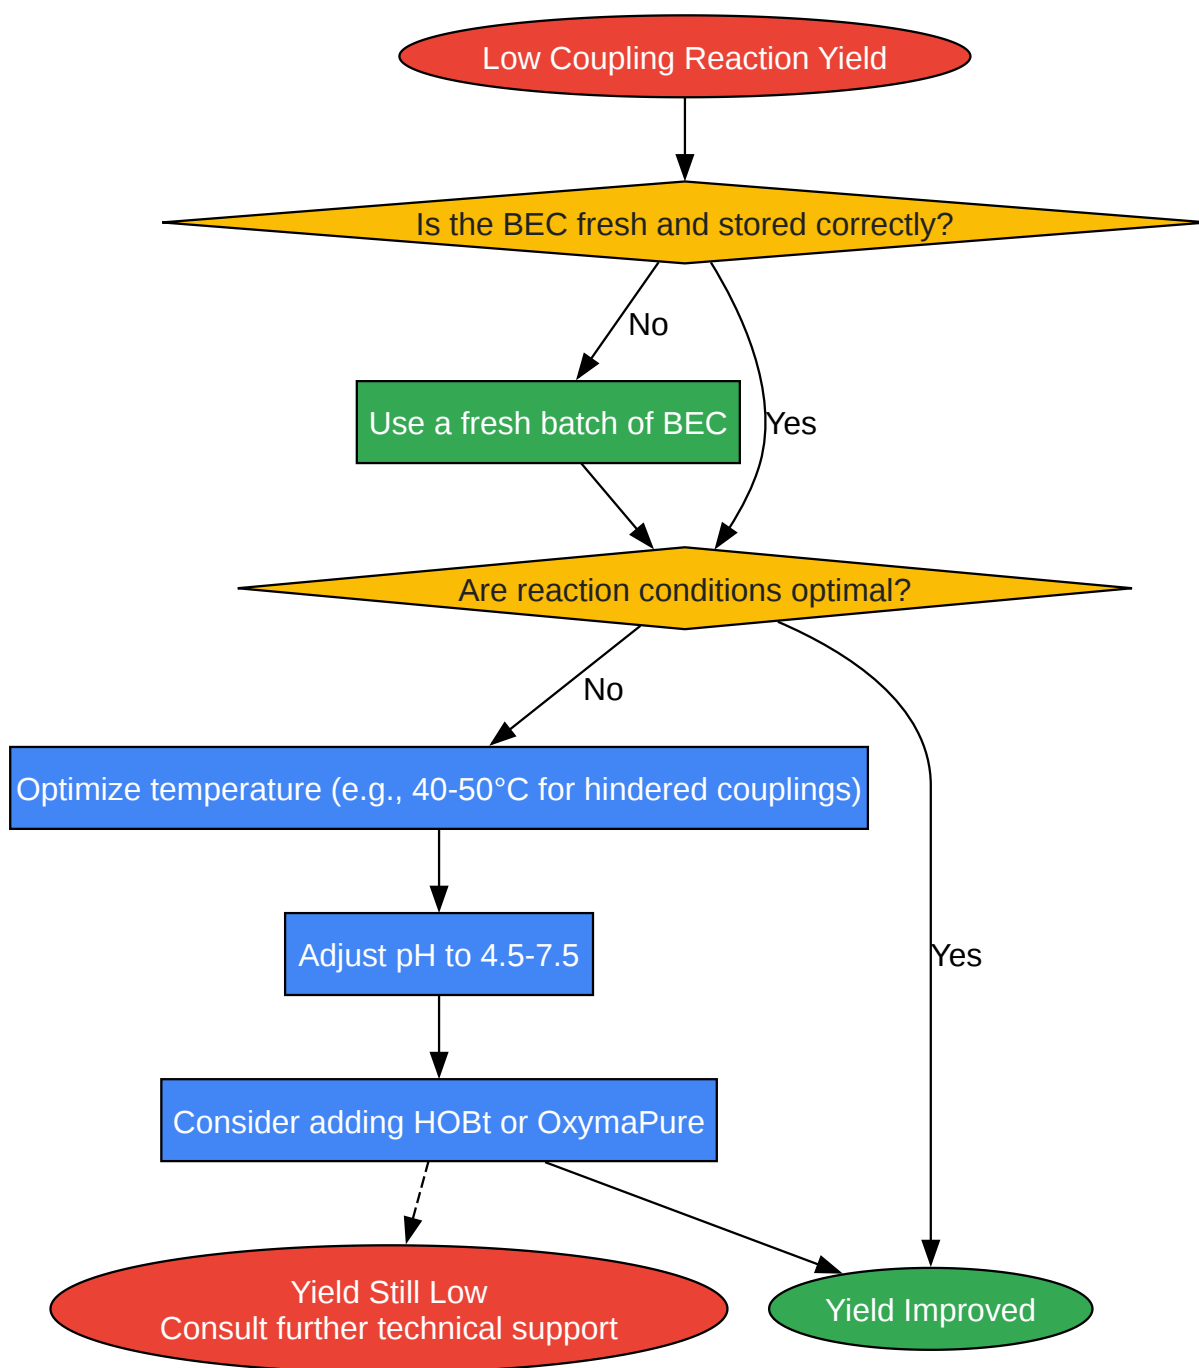 Low Coupling Reaction Yield
Is the BEC fresh and stored correctly?
No
Use a fresh batch of BEC
Yes
Are reaction conditions optimal?
No
Optimize temperature (e.g., 40-50°C for hindered couplings)
Adjust pH to 4.5-7.5
Yes
Consider adding HOBt or OxymaPure
Yield Still Low
Consult further technical support
Yield Improved